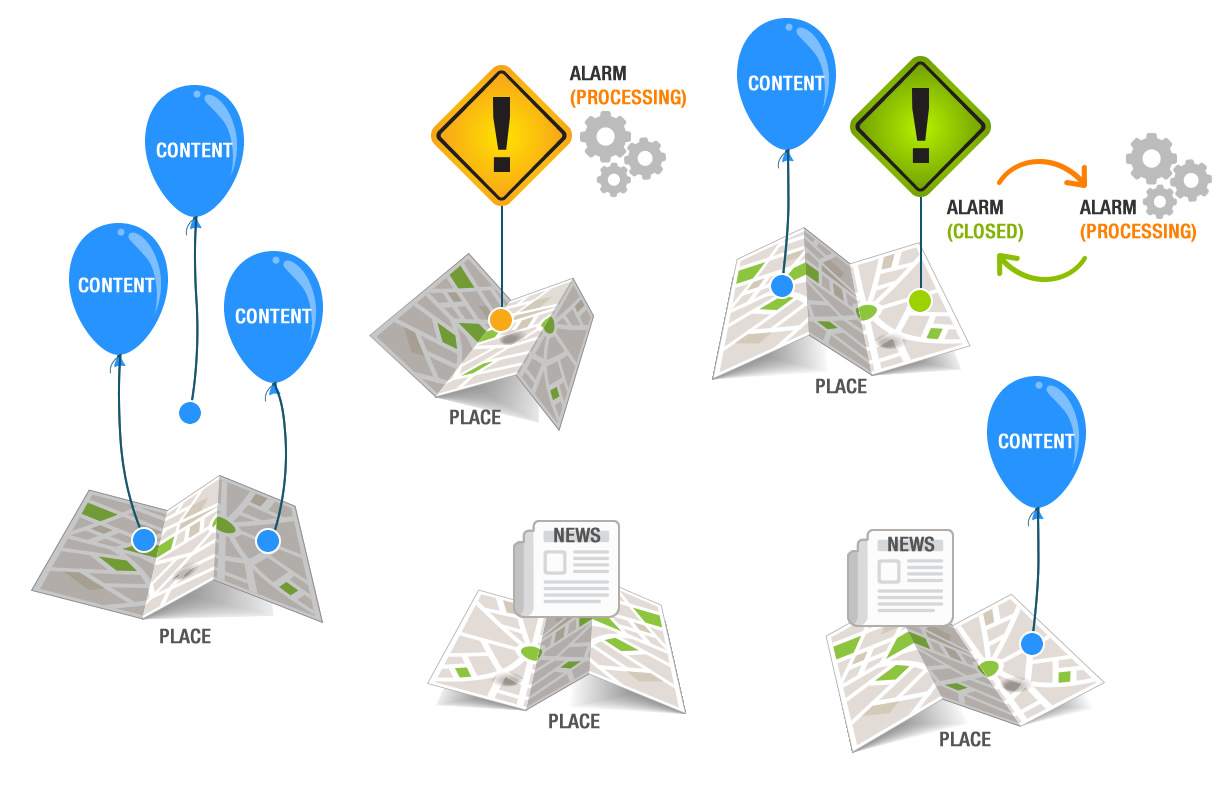 CONTENT
CONTENT
CONTENT
PLACE
ALARM
(PROCESSING)
PLACE
CONTENT
ALARM
(CLOSED)
ALARM
(PROCESSING)
PLACE
NEWS
PLACE
CONTENT
NEWS
PLACE